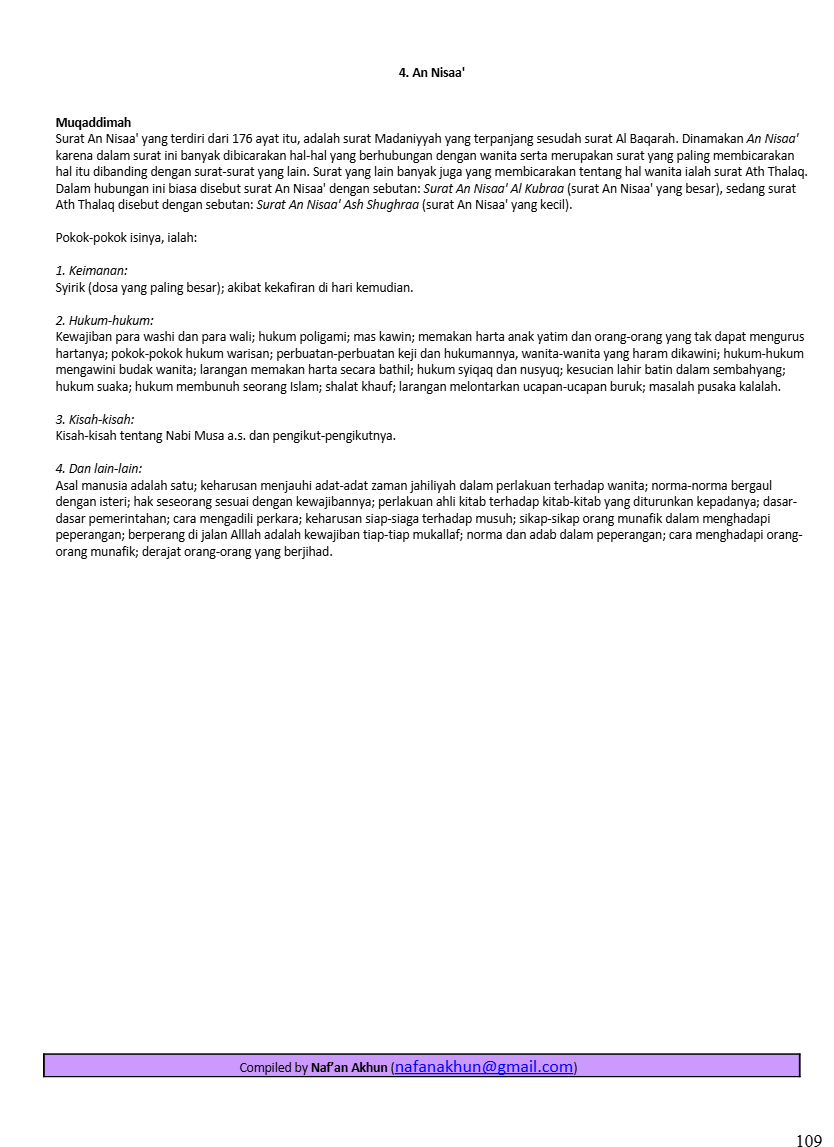 4. An Nisaa'
Muqaddimah
Surat An Nisaa' yang terdiri dari 176 ayat itu, adalah surat Madaniyyah yang terpanjang sesudah surat Al Baqarah. Dinamakan An Nisaa'
karena dalam surat ini banyak dibicarakan hal-hal yang berhubungan dengan wanita serta merupakan surat yang paling membicarakan
hal itu dibanding dengan surat-surat yang lain. Surat yang lain banyak juga yang membicarakan tentang hal wanita ialah surat Ath Thalaq.
Dalam hubungan ini biasa disebut surat An Nisaa' dengan sebutan: Surat An Nisaa' Al Kubraa (surat An Nisaa' yang besar), sedang surat
Ath Thalaq disebut dengan sebutan: Surat An Nisaa' Ash Shughraa (surat An Nisaa' yang kecil).
Pokok-pokok isinya, ialah:
1. Keimanan:
Syirik (dosa yang paling besar); akibat kekafiran di hari kemudian.
2. Hukum-hukum:
Kewajiban para washi dan para wali; hukum poligami; mas kawin; memakan harta anak yatim dan orang-orang yang tak dapat mengurus
hartanya; pokok-pokok hukum warisan; perbuatan-perbuatan keji dan hukumannya, wanita-wanita yang haram dikawini; hukum-hukum
mengawini budak wanita; larangan memakan harta secara bathil; hukum syiqaq dan nusyuq; kesucian lahir batin dalam sembahyang;
hukum suaka; hukum membunuh seorang Islam; shalat khauf; larangan melontarkan ucapan-ucapan buruk; masalah pusaka kalalah.
3. Kisah-kisah:
Kisah-kisah tentang Nabi Musa a.s. dan pengikut-pengikutnya.
4. Dan lain-lain:
Asal manusia adalah satu; keharusan menjauhi adat-adat zaman jahiliyah dalam perlakuan terhadap wanita; norma-norma bergaul
dengan isteri; hak seseorang sesuai dengan kewajibannya; perlakuan ahli kitab terhadap kitab-kitab yang diturunkan kepadanya; dasar-
dasar pemerintahan; cara mengadili perkara; keharusan siap-siaga terhadap musuh; sikap-sikap orang munafik dalam menghadapi
peperangan; berperang di jalan Alllah adalah kewajiban tiap-tiap mukallaf; norma dan adab dalam peperangan; cara menghadapi orang-
orang munafik; derajat orang-orang yang berjihad.
Compiled by Naf’an Akhun (nafanakhun@gmail.com)
109